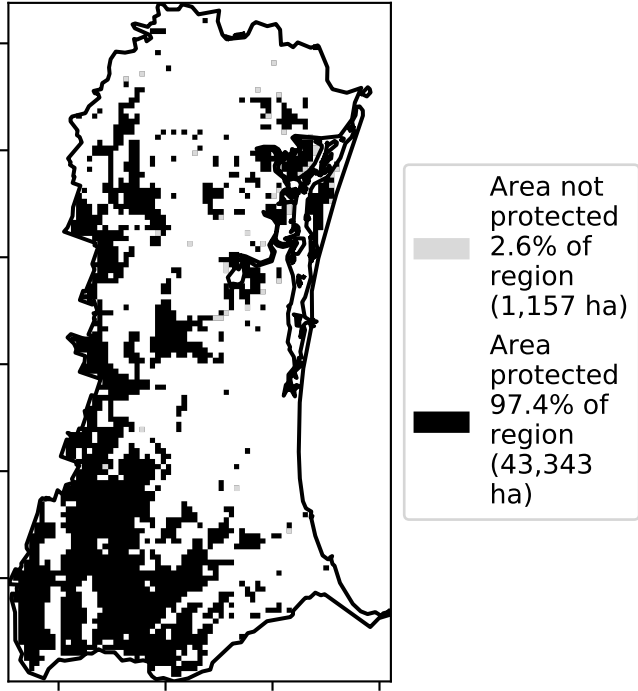 Area not
protected
2.6% of
region
(1,157 ha)
Area
protected
97.4% of
region
(43,343
ha)